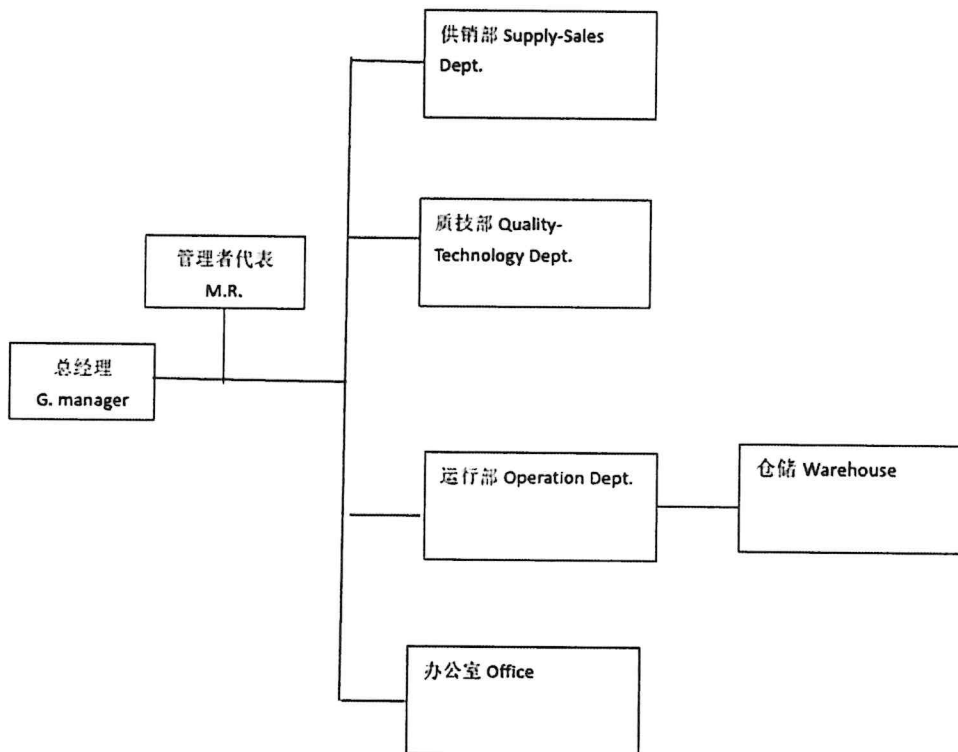 供销部 Supply-Sales
Dept.
质技部 Quality-
Technology Dept.
管理者代表
M.R.
总经理
G. manager
运行部 Operation Dept.
仓储 Warehouse
办公室 Office